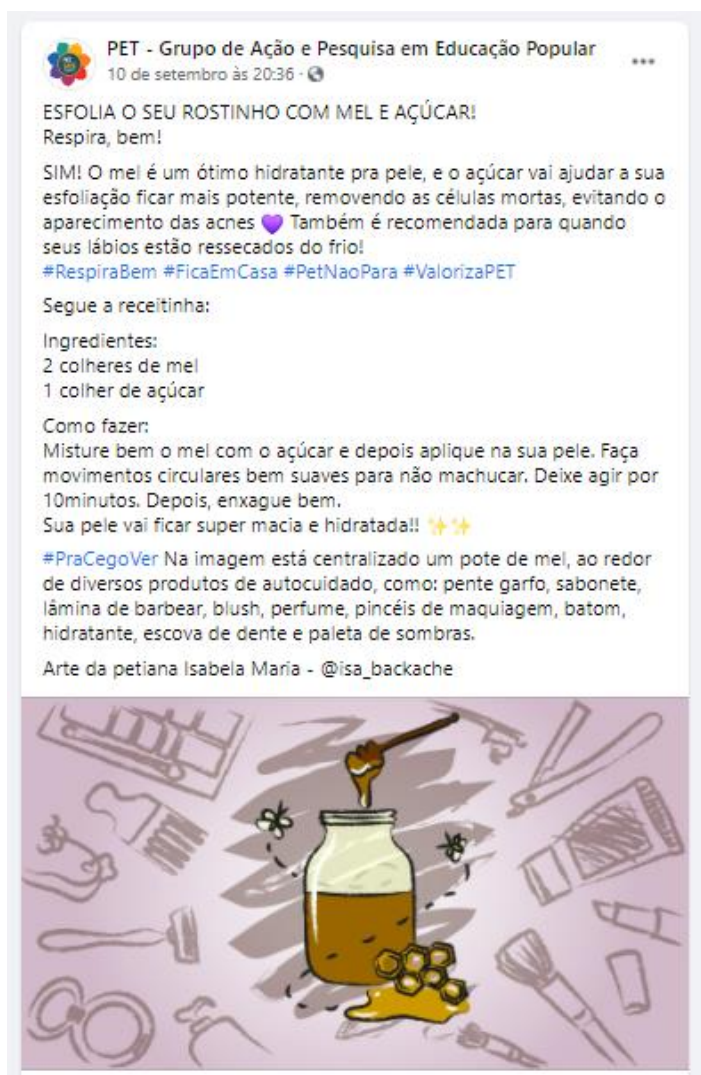 PET - Grupo de Ação e Pesquisa em Educação Popular
10 de setembro às 20:36 ·
ESFOLIA O SEU ROSTINHO COM MEL E AÇÚCAR!
Respira, bem!
SIM! O mel é um ótimo hidratante pra pele, e o açúcar vai ajudar a sua
esfoliação ficar mais potente, removendo as células mortas, evitando o
aparecimento das acnes 💜 Também é recomendada para quando
seus lábios estão ressecados do frio!
#RespiraBem #FicaEmCasa #PetNaoPara #ValorizaPET
Segue a receitinha:
Ingredientes:
2 colheres de mel
1 colher de açúcar
Como fazer:
Misture bem o mel com o açúcar e depois aplique na sua pele. Faça
movimentos circulares bem suaves para não machucar. Deixe agir por
10minutos. Depois, enxague bem.
Sua pele vai ficar super macia e hidratada!! ✨✨
#PraCegoVer Na imagem está centralizado um pote de mel, ao redor
de diversos produtos de autocuidado, como: pente garfo, sabonete,
lâmina de barbear, blush, perfume, pincéis de maquiagem, batom,
hidratante, escova de dente e paleta de sombras.
Arte da petiana Isabela Maria - @isa_backache